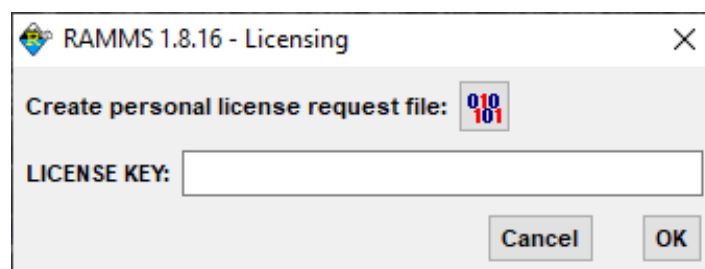 RAMMS 1.8.16 - Licensing
Create personal license request file: 010
101
LICENSE KEY:
Cancel OK